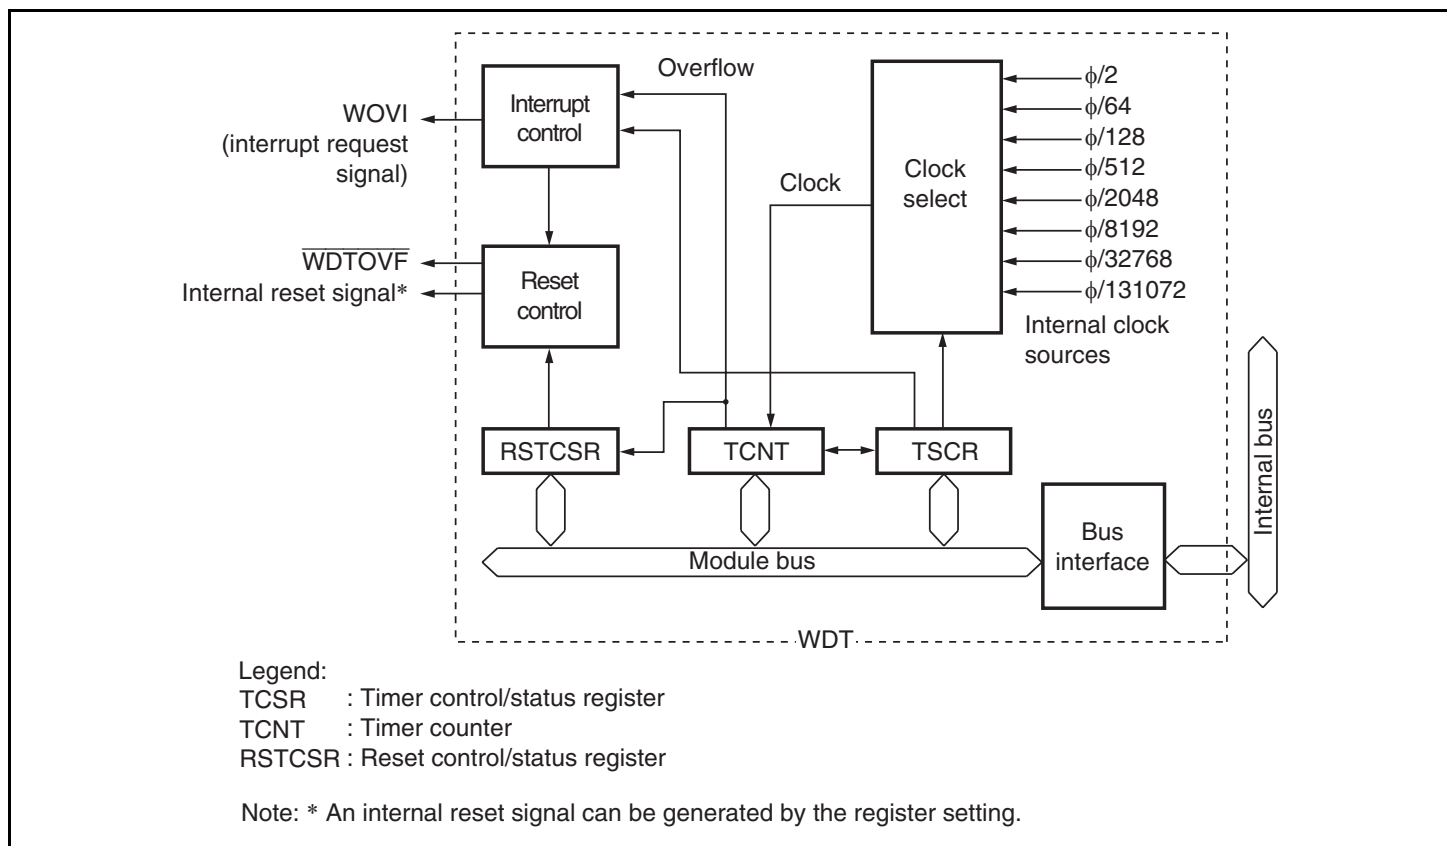 Overflow
Interrupt
control
WOVI
(interrupt request
signal)
WDTOVF
Internal reset signal*
Reset
control
Clock
Clock
select
ϕ/2
ϕ/64
ϕ/128
ϕ/512
ϕ/2048
ϕ/8192
ϕ/32768
ϕ/131072
Internal clock
sources
RSTCSR
TCNT
TSCR
Module bus
Bus
interface
Internal bus
WDT
Legend:
TCSR : Timer control/status register
TCNT : Timer counter
RSTCSR : Reset control/status register
Note: * An internal reset signal can be generated by the register setting.